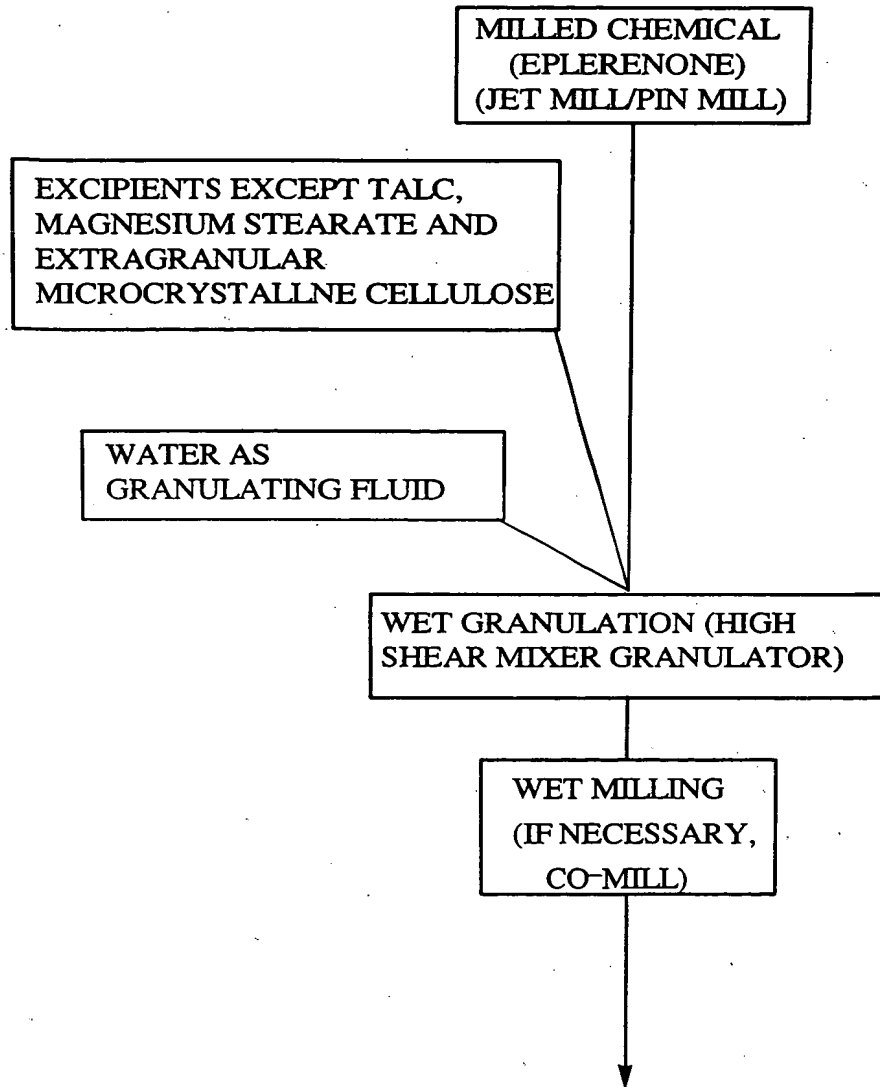 MILLED CHEMICAL
(EPLERENONE)
(JET MILL/PIN MILL)
EXCIPIENTS EXCEPT TALC,
MAGNESIUM STEARATE AND
EXTRAGRANULAR
MICROCRYSTALLNE CELLULOSE
WATER AS
GRANULATING FLUID
WET GRANULATION (HIGH
SHEAR MIXER GRANULATOR)
WET MILLING
(IF NECESSARY,
CO-MILL)